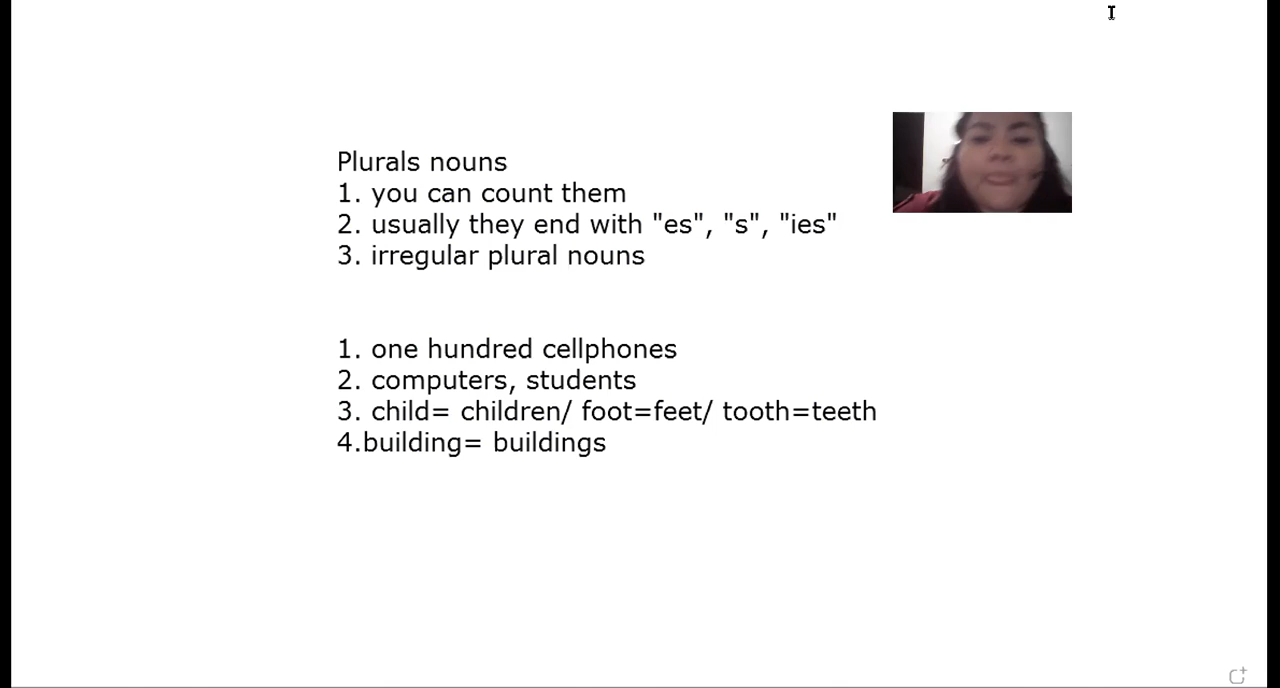 Plurals nouns
1. you can count them
2. usually they end with "es", "s", "ies"
3. irregular plural nouns
1. one hundred cellphones
2. computers, students
3. child= children/ foot=feet/ tooth=teeth
4.building= buildings